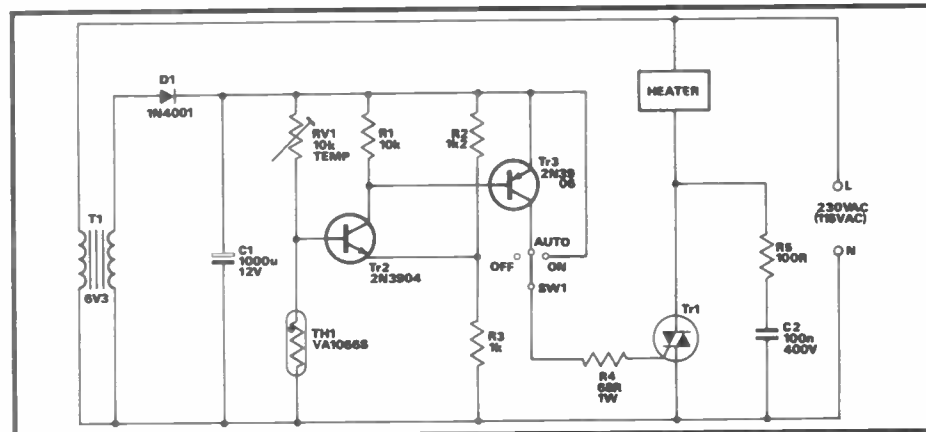 D1
1N4001
HEATER
RV1
10k
TEMP
R1
10k
R2
1k2
Tr3
2N39
06
L
230VAC
(115VAC)
N
T1
6V3
C1
1000u
12V
Tr2
2N3904
AUTO
OFF
ON
SW1
R5
100R
Tr1
C2
100n
400V
TH1
VA1066S
R3
1k
R4
68R
1W